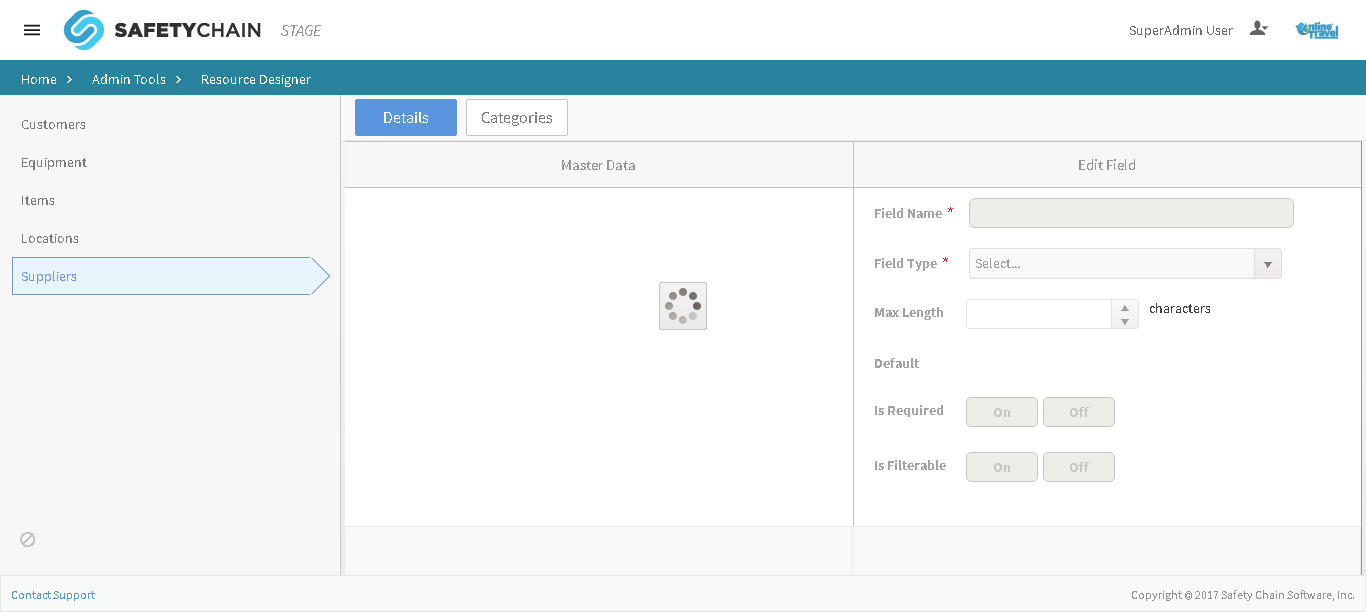 SAFETYCHAIN STAGE
SuperAdmin User
Online Travel
Home > Admin Tools > Resource Designer
Customers
Equipment
Items
Locations
Suppliers
Details Categories
Master Data
Edit Field
Field Name *
Field Type * Select...
Max Length characters
Default
Is Required On Off
Is Filterable On Off
Contact Support
Copyright © 2017 Safety Chain Software, Inc.